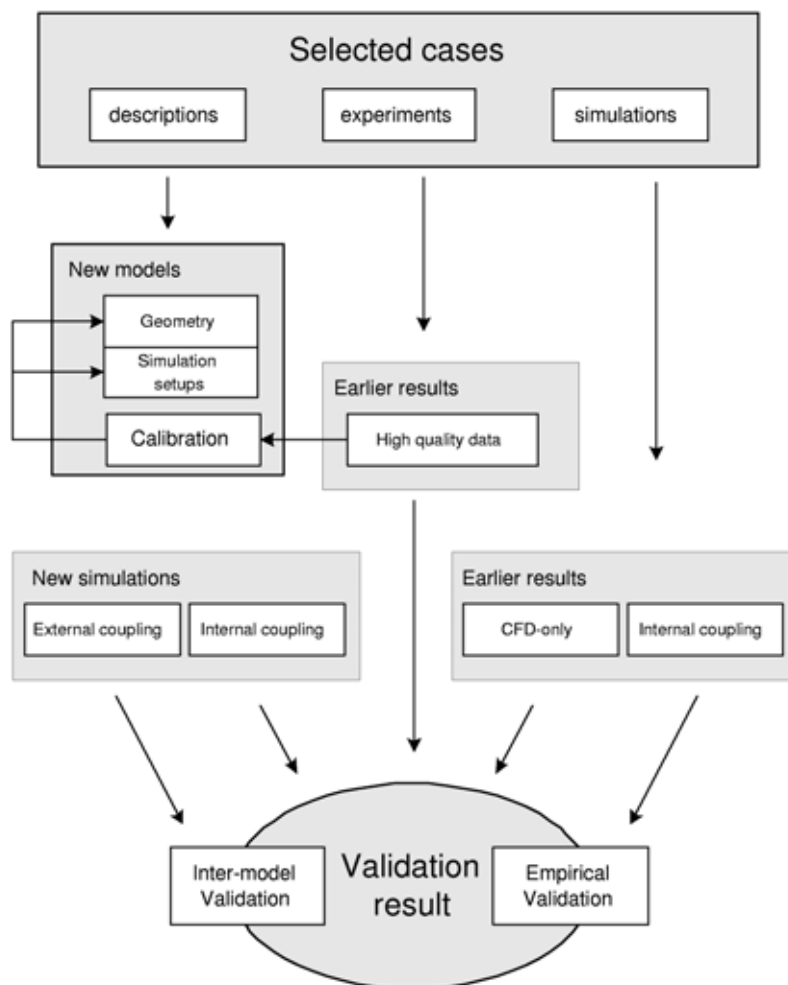 Selected cases
descriptions
experiments
simulations
New models
Geometry
Simulation
setups
Calibration
Earlier results
High quality data
New simulations
External coupling
Internal coupling
Earlier results
CFD-only
Internal coupling
Inter-model
Validation
Validation
result
Empirical
Validation